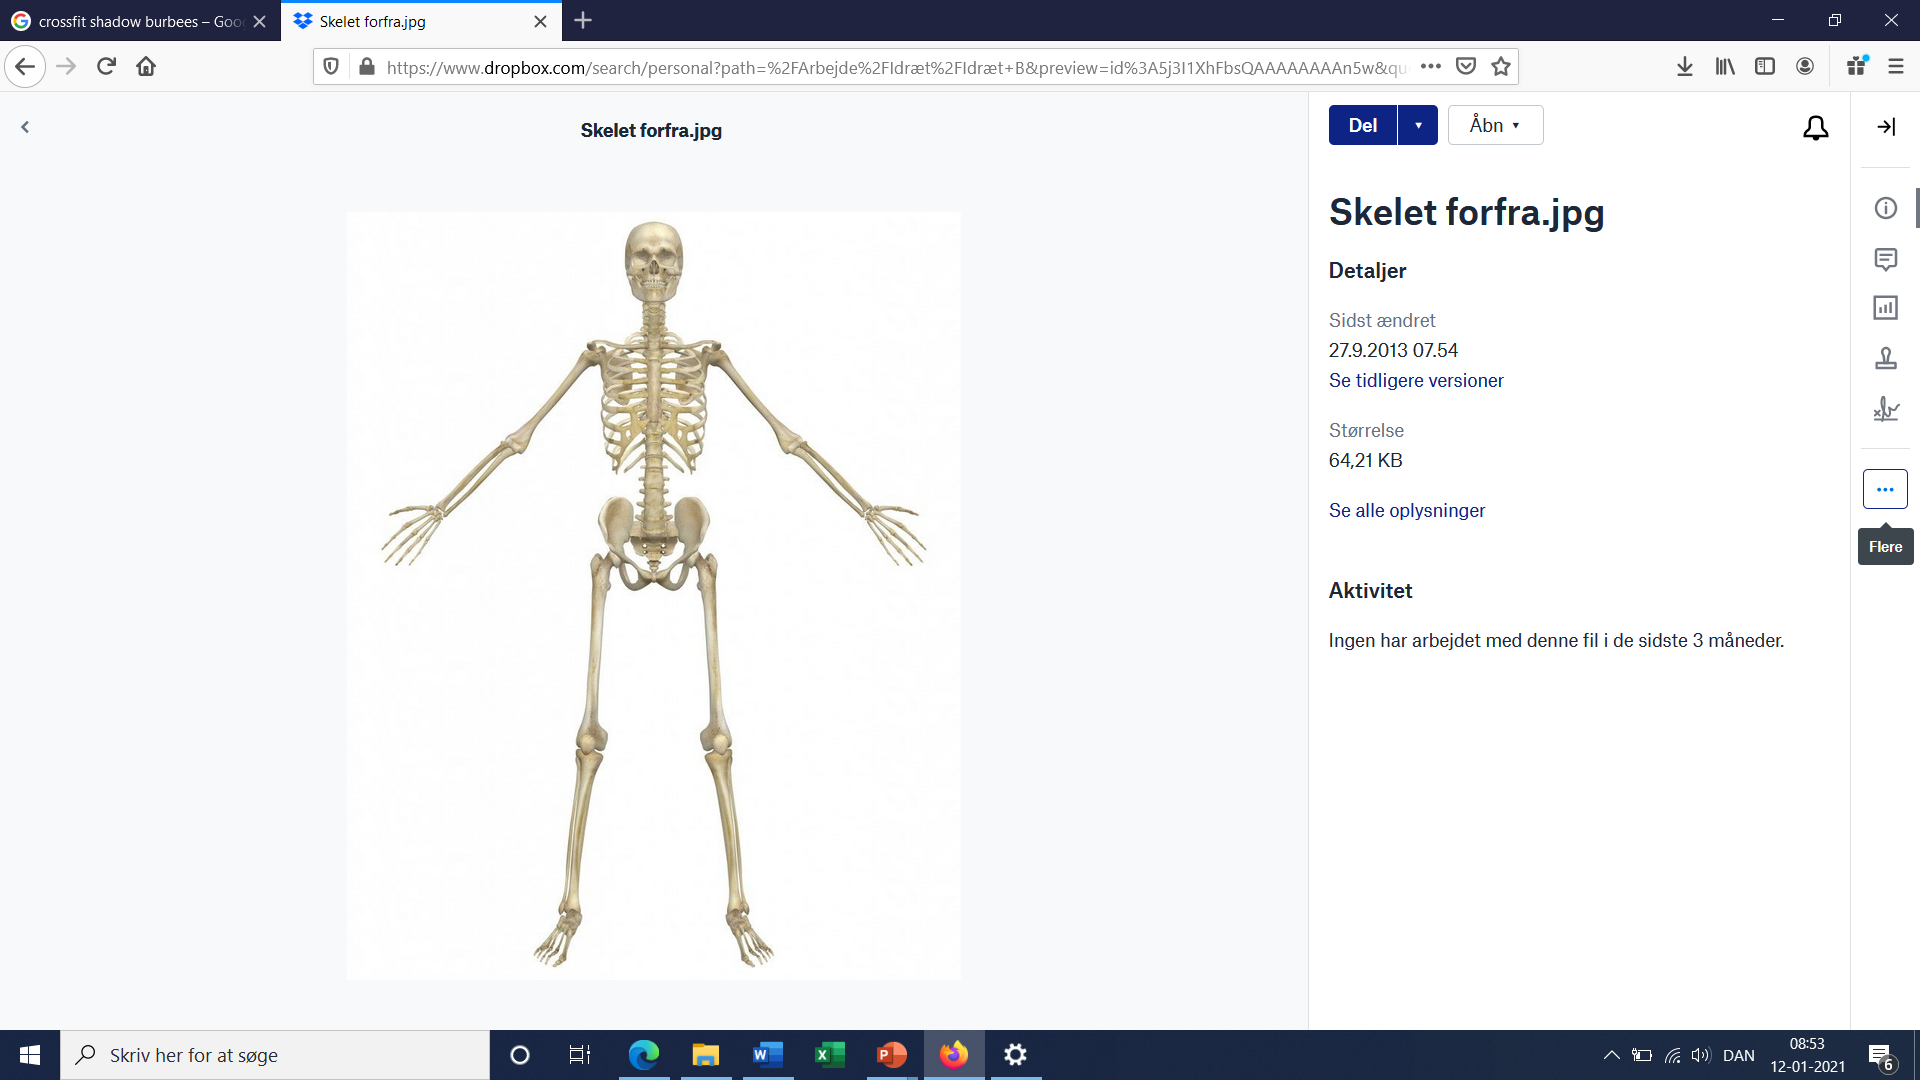 crossfit shadow burbees – Goo
Skelet forfra.jpg
https://www.dropbox.com/search/personal?path=%2FArbejde%2FIdræt%2FIdræt+B&preview=id%3A5j3I1XhFbsQAAAAAAAAn5w&qu
Skelet forfra.jpg
Del
Åbn
Skelet forfra.jpg
Detaljer
Sidst ændret
27.9.2013 07.54
Se tidligere versioner
Størrelse
64,21 KB
Se alle oplysninger
Flere
Aktivitet
Ingen har arbejdet med denne fil i de sidste 3 måneder.
Skriv her for at søge
DAN
08:53
12-01-2021
6